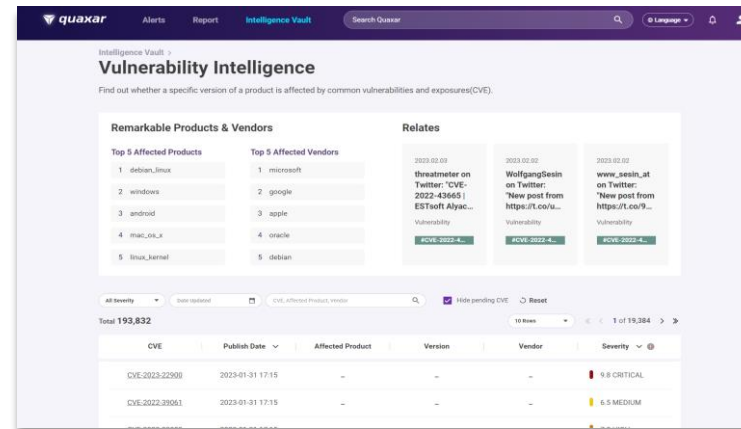 quaxar
Alerts
Report
Intelligence Vault
Search Quaxar
Language
Intelligence Vault >
Vulnerability Intelligence
Find out whether a specific version of a product is affected by common vulnerabilities and exposures(CVE).
Remarkable Products & Vendors
Top 5 Affected Products
1 debian_linux
2 windows
3 android
4 mac_os_x
5 linux_kernel
Top 5 Affected Vendors
1 microsoft
2 google
3 apple
4 oracle
5 debian
Relates
2023.02.03
threatmeter on
Twitter: "CVE-
2022-43665 |
ESTsoft Alyac...
Vulnerability
#CVE-2022-4...
2023.02.02
WolfgangSesin
on Twitter:
"New post from
https://t.co/u...
Vulnerability
#CVE-2022-4...
2023.02.02
www_sesin_at
on Twitter:
"New post from
https://t.co/9...
Vulnerability
#CVE-2022-4...
All Severity
Date Updated
CVE, Affected Product, Vendor
Hide pending CVE
Reset
Total 193,832
10 Rows
1 of 19,384
CVE Publish Date Affected Product Version Vendor Severity
CVE-2023-22900 2023-01-31 17:15 – – – 9.8 CRITICAL
CVE-2022-39061 2023-01-31 17:15 – – – 6.5 MEDIUM